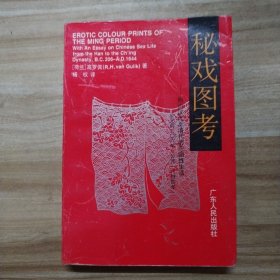 EROTIC COLOUR PRINTS OF
THE MING PERIOD
With An Essay on Chinese Sex Life
from the Han to the Ch'ing
Dynasty, B.C. 206-A.D. 1644
[荷兰]高罗佩(R.H. van Gulik) 著
杨 权 译
秘戏图考
广东人民出版社